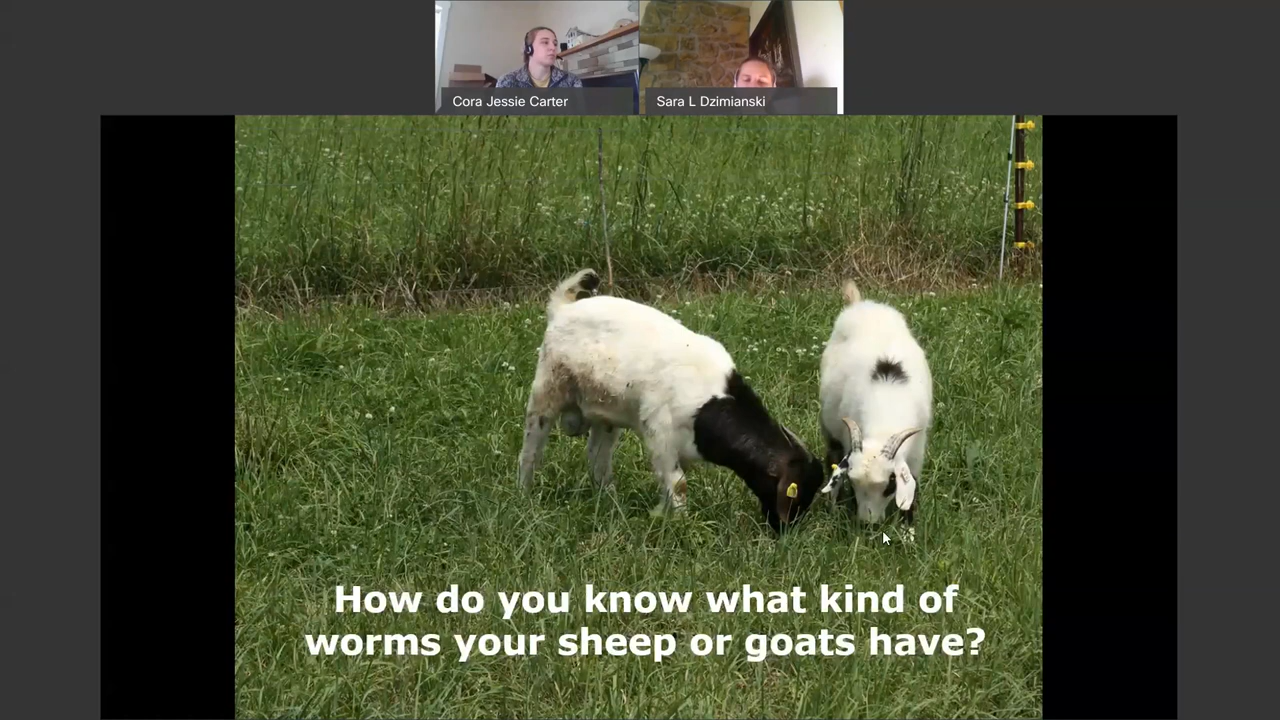 Cora Jessie Carter
Sara L Dzimianski
How do you know what kind of
worms your sheep or goats have?